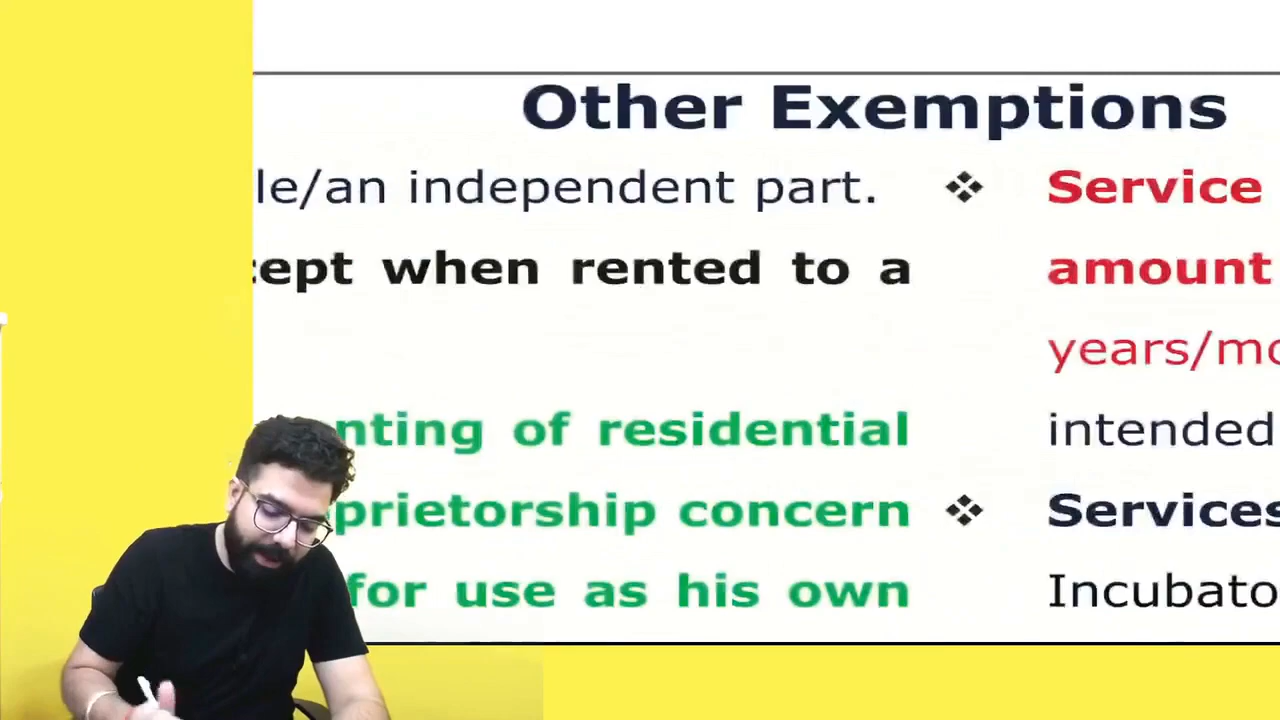 Other Exemptions
le/an independent part.
cept when rented to a
nting of residential
prietorship concern
for use as his own
❖ Service
amount
years/mo
intended
❖ Services
Incubato